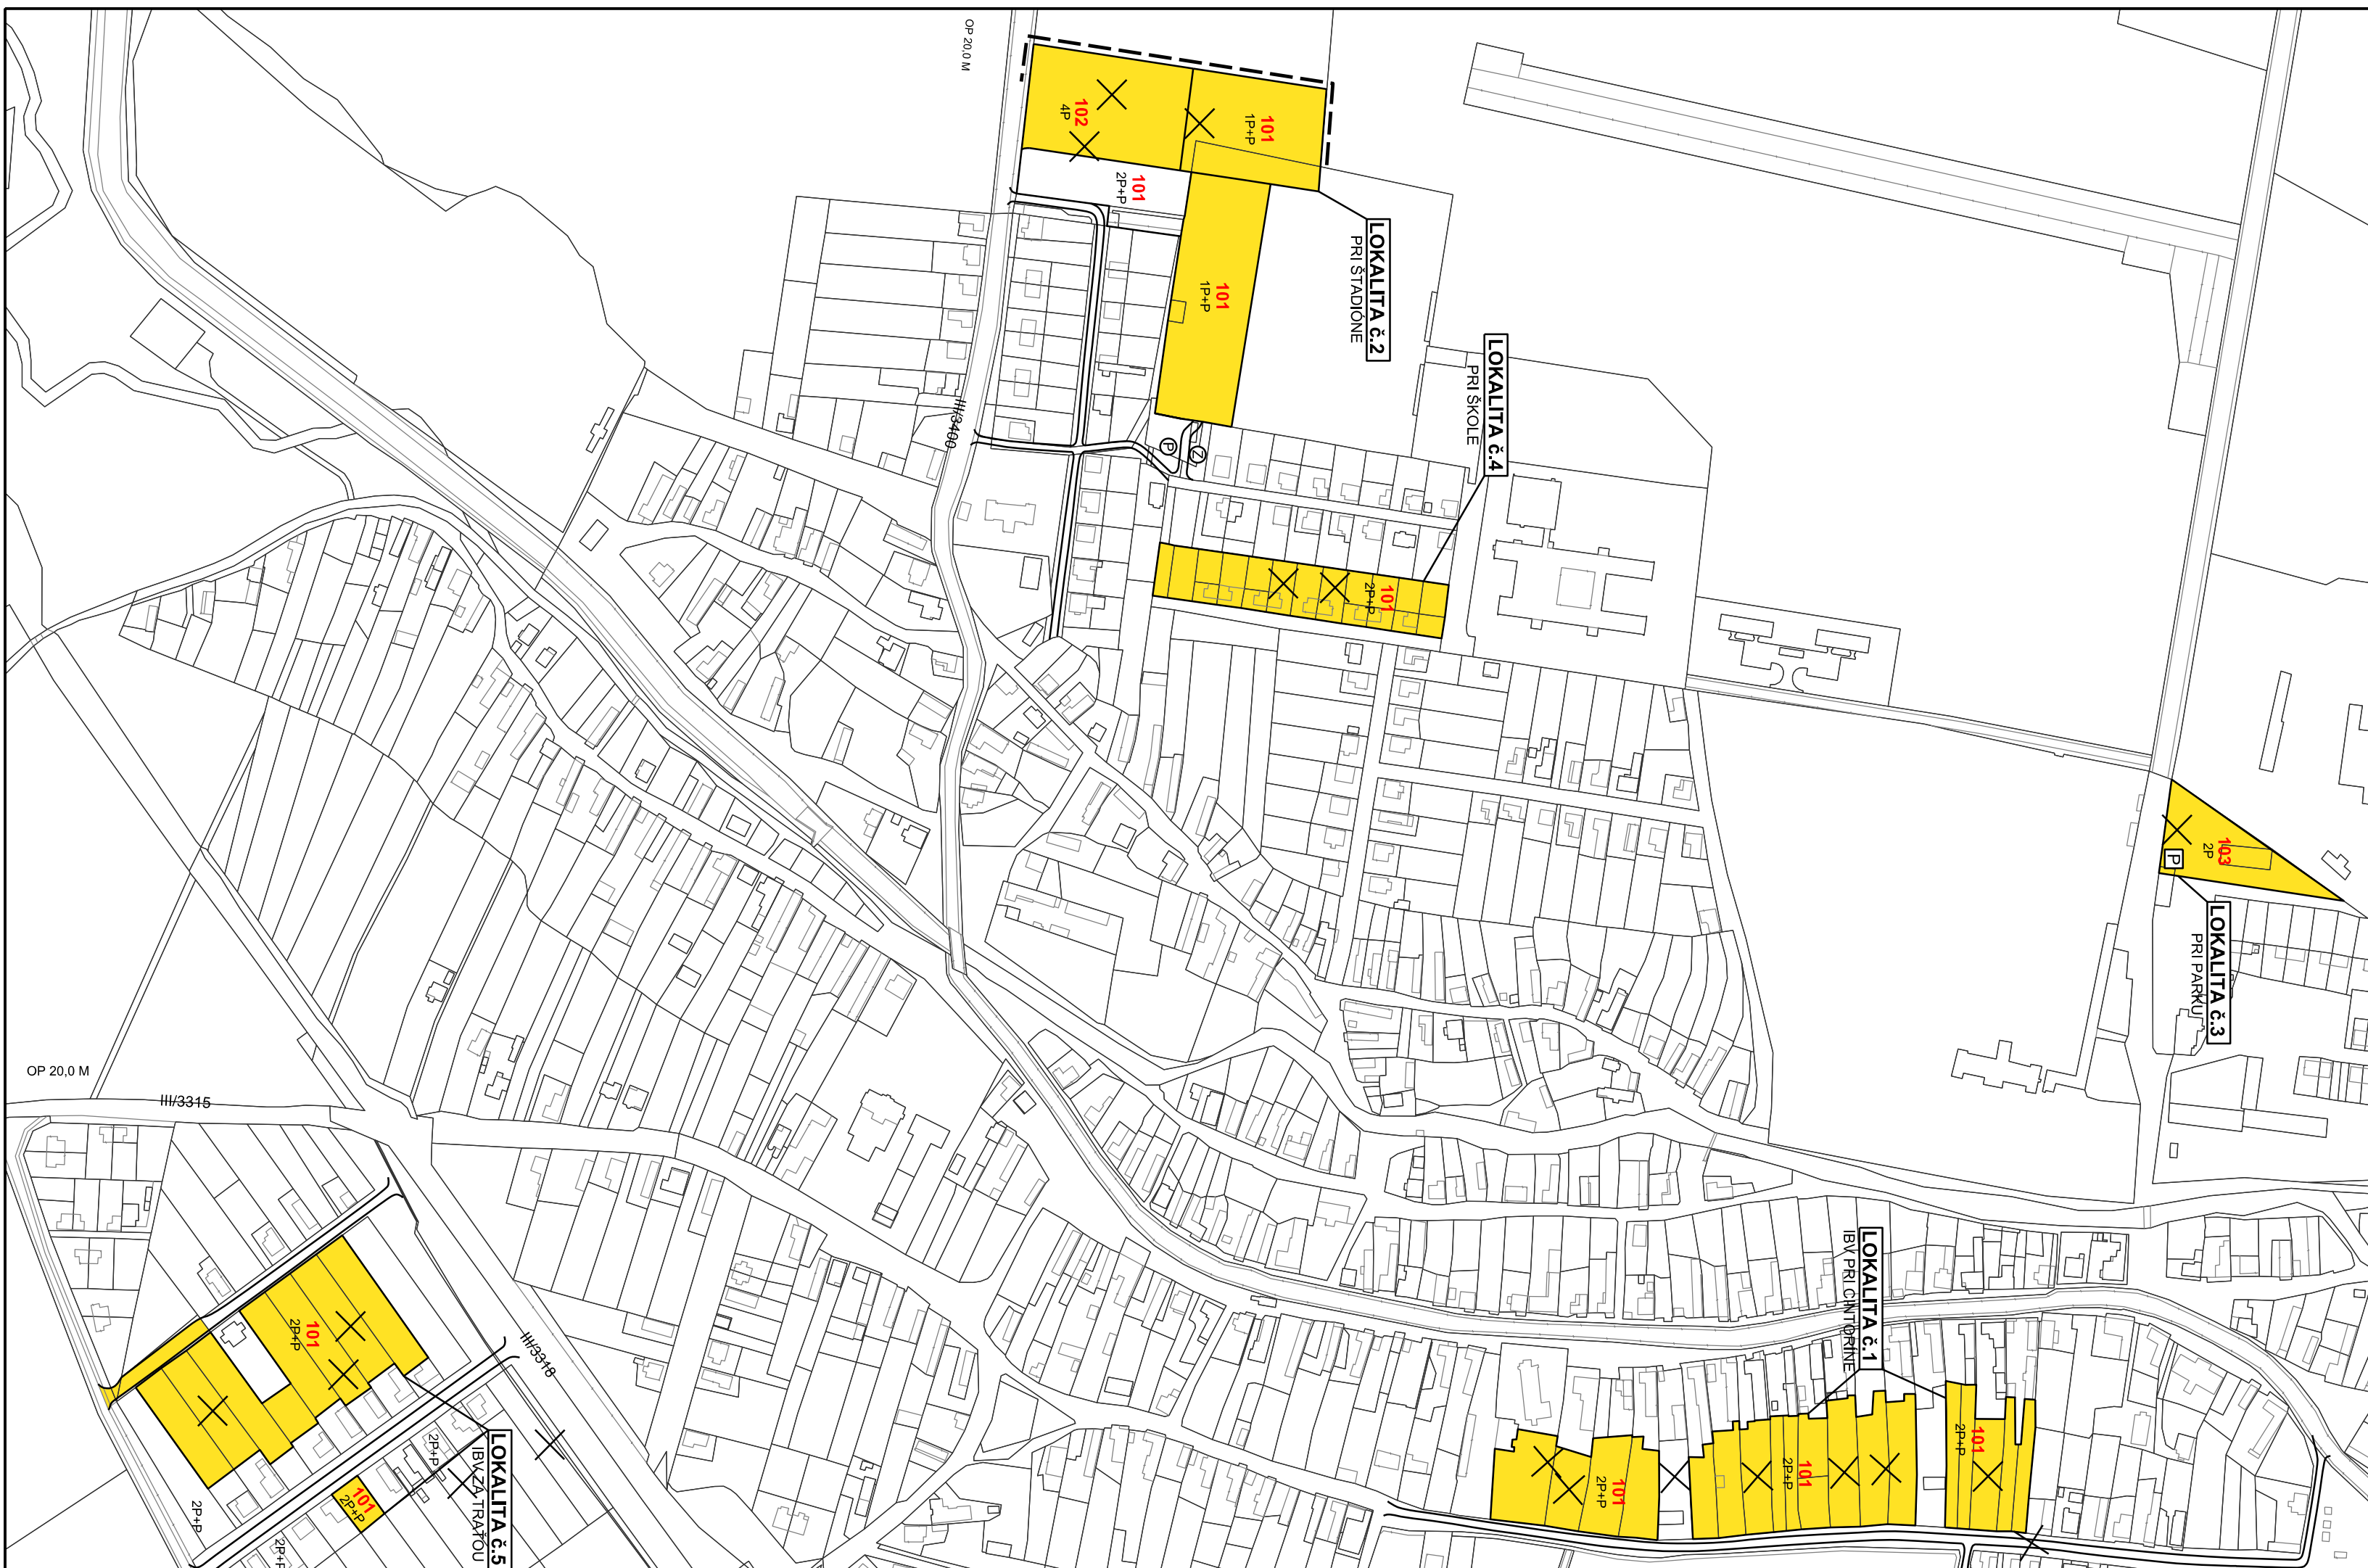 OP 20,0 M
102
4P
101
1P+P
101
2P+P
101
1P+P
LOKALITA č.2
PRI ŠTADIÓNE
LOKALITA č.4
PRI ŠKOLE
III/3400
P
Z
101
2P+P
103
2P
P
LOKALITA č.3
PRI PARKU
OP 20,0 M
III/3315
LOKALITA č.1
IBV PRI CINTORÍNE
101
2P+P
101
2P+P
101
2P+P
101
2P+P
III/3318
2P+P
101
2P+P
2P+P
2P+P
LOKALITA č.5
IBV ZA TRAŤOU